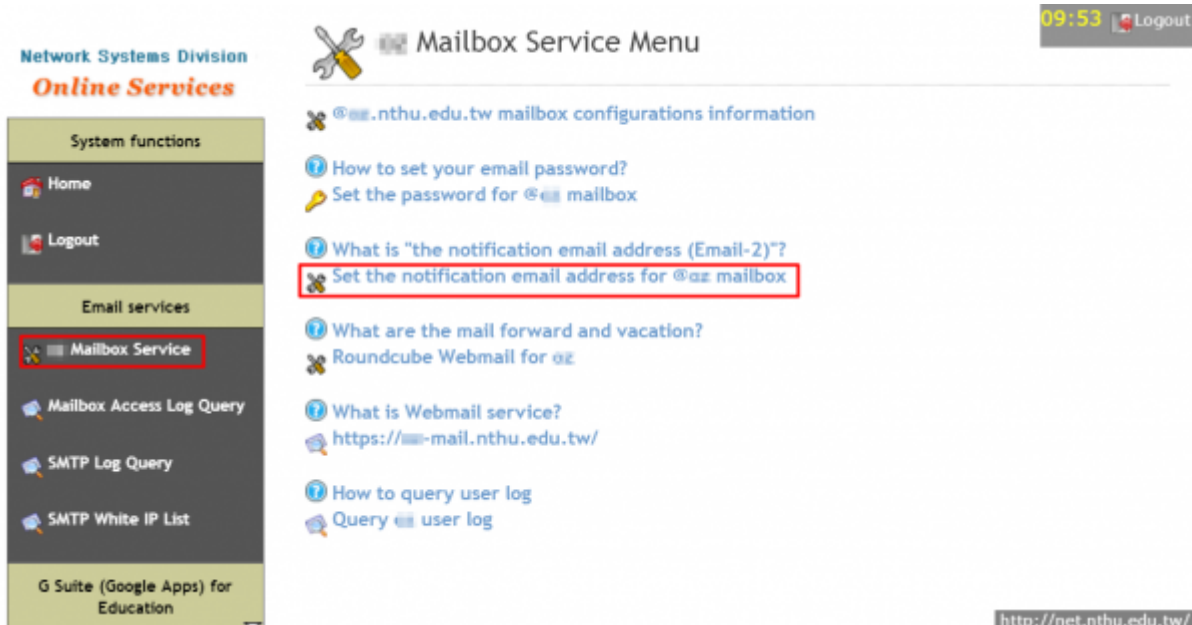 09:53 Logout
Network Systems Division
Online Services
System functions
Home
Logout
Email services
Mailbox Service
Mailbox Access Log Query
SMTP Log Query
SMTP White IP List
G Suite (Google Apps) for
Education
Mailbox Service Menu
@.nthu.edu.tw mailbox configurations information
How to set your email password?
Set the password for @ mailbox
What is "the notification email address (Email-2)"?
Set the notification email address for @oz mailbox
What are the mail forward and vacation?
Roundcube Webmail for oz
What is Webmail service?
https://-mail.nthu.edu.tw/
How to query user log
Query user log
http://net.nthu.edu.tw/